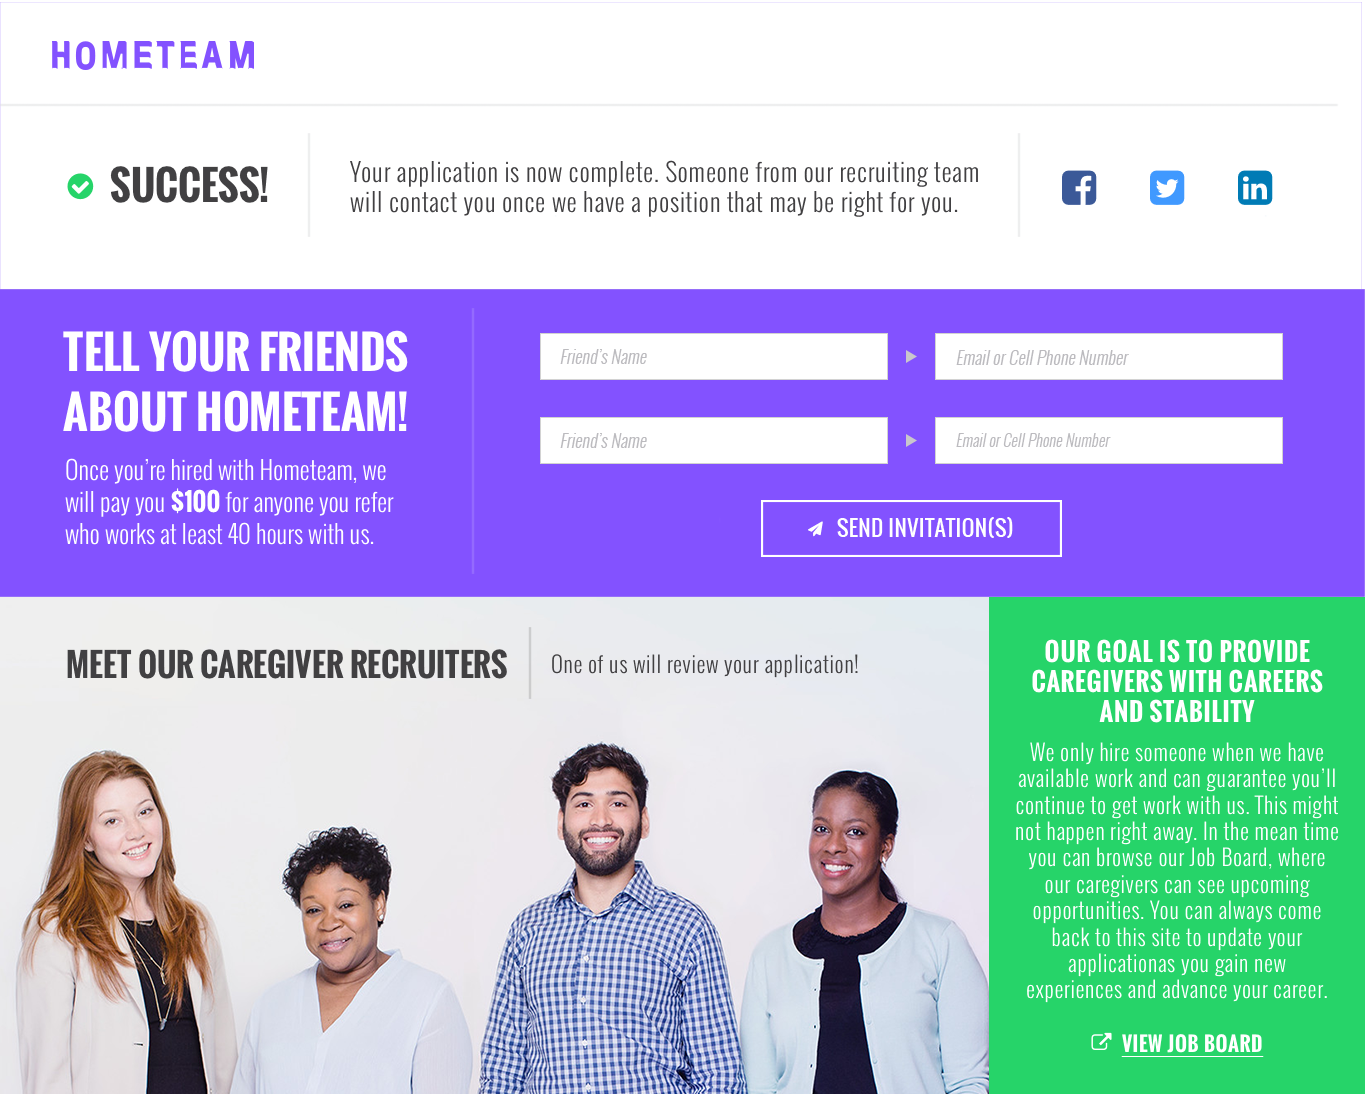 HOMETEAM
SUCCESS!
Your application is now complete. Someone from our recruiting team
will contact you once we have a position that may be right for you.
TELL YOUR FRIENDS
ABOUT HOMETEAM!
Once you're hired with Hometeam, we
will pay you $100 for anyone you refer
who works at least 40 hours with us.
Friend's Name
Email or Cell Phone Number
Friend's Name
Email or Cell Phone Number
SEND INVITATION(S)
MEET OUR CAREGIVER RECRUITERS
One of us will review your application!
OUR GOAL IS TO PROVIDE
CAREGIVERS WITH CAREERS
AND STABILITY
We only hire someone when we have
available work and can guarantee you'll
continue to get work with us. This might
not happen right away. In the mean time
you can browse our Job Board, where
our caregivers can see upcoming
opportunities. You can always come
back to this site to update your
applicationas you gain new
experiences and advance your career.
VIEW JOB BOARD